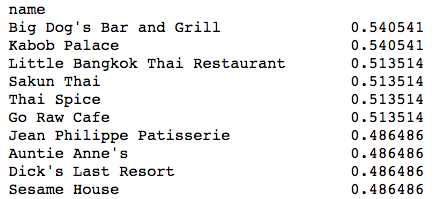 name
Big Dog's Bar and Grill 0.540541
Kabob Palace 0.540541
Little Bangkok Thai Restaurant 0.513514
Sakun Thai 0.513514
Thai Spice 0.513514
Go Raw Cafe 0.513514
Jean Philippe Patisserie 0.486486
Auntie Anne's 0.486486
Dick's Last Resort 0.486486
Sesame House 0.486486